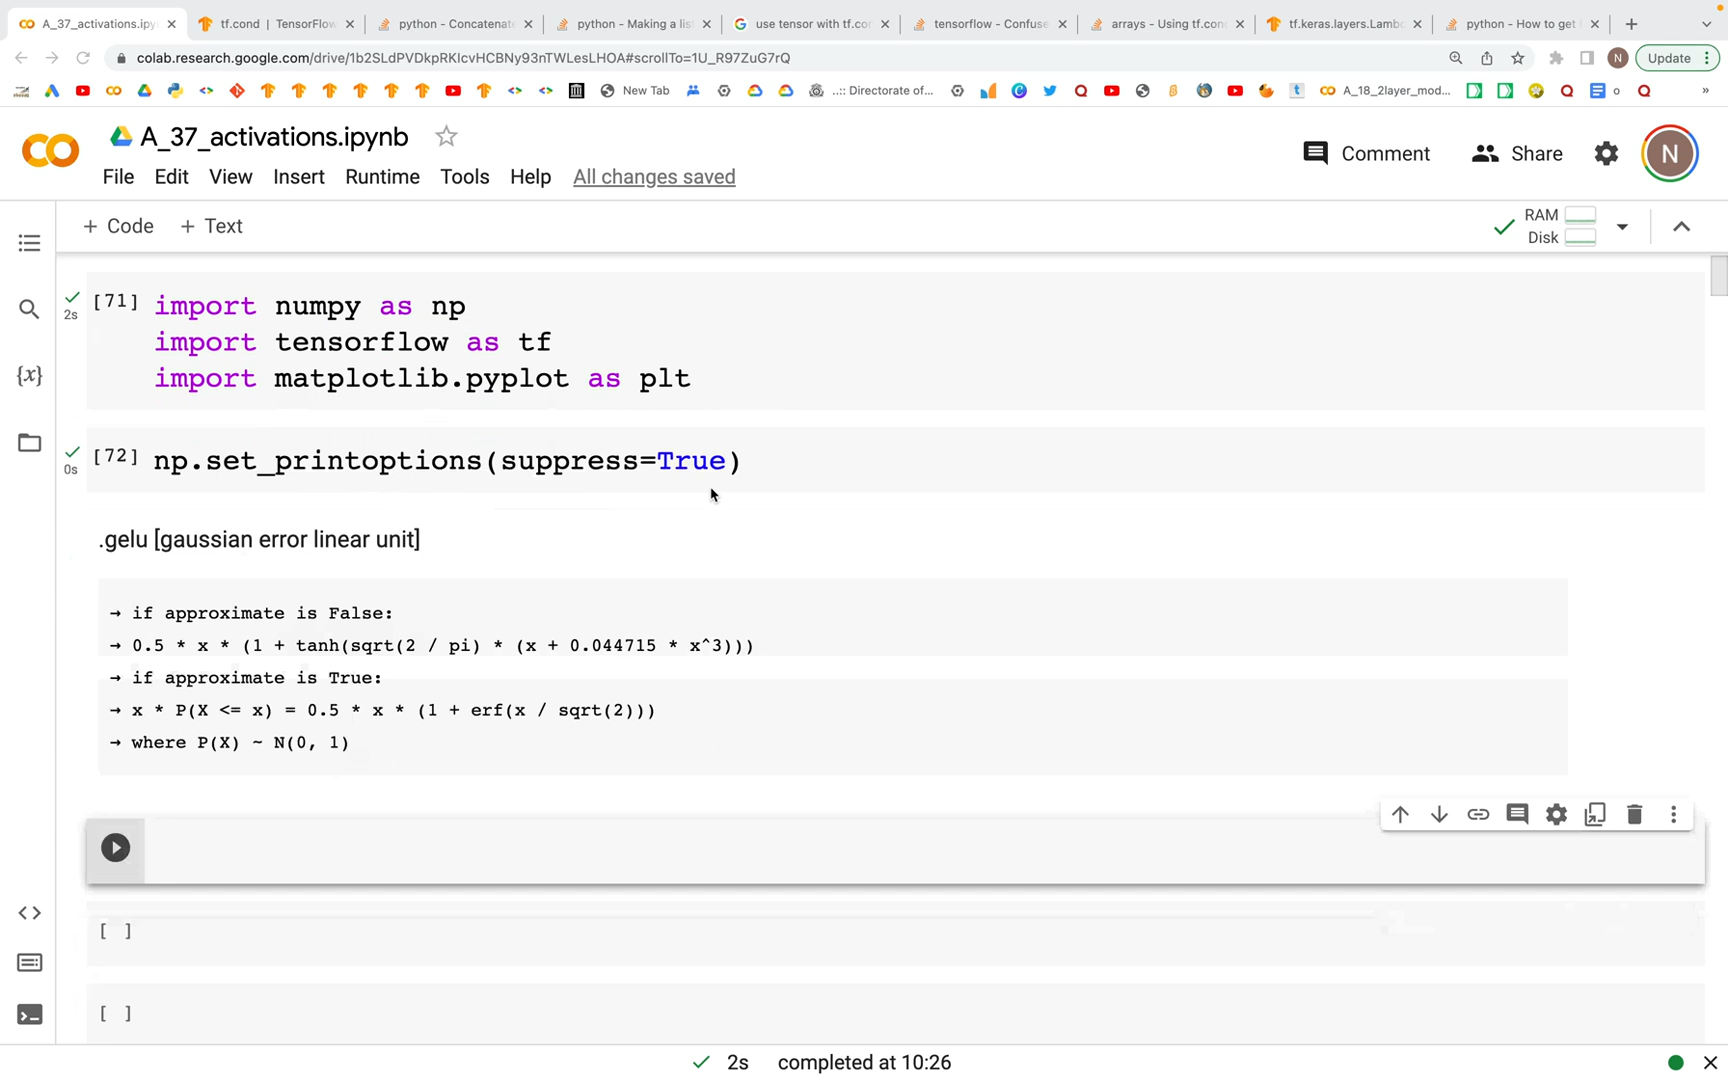 A_37_activations.ipyn
tf.cond | TensorFlow
python - Concatenate
python - Making a lis
use tensor with tf.con
tensorflow - Confuse
arrays - Using tf.con
tf.keras.layers.Lamb
python - How to get
colab.research.google.com/drive/1b2SLdPVDkpRKIcvHCBNy93nTWLesLHOA#scrollTo=1U_R97ZuG7rQ
N
Update
New Tab
..:: Directorate of...
A_18_2layer_mod...
o
»
A_37_activations.ipynb
Comment
Share
N
File Edit View Insert Runtime Tools Help All changes saved
+ Code + Text
RAM
Disk
[71] import numpy as np
2s
import tensorflow as tf
import matplotlib.pyplot as plt
[72] np.set_printoptions(suppress=True)
0s
.gelu [gaussian error linear unit]
→ if approximate is False:
→ 0.5 * x * (1 + tanh(sqrt(2 / pi) * (x + 0.044715 * x^3)))
→ if approximate is True:
→ x * P(X <= x) = 0.5 * x * (1 + erf(x / sqrt(2)))
→ where P(X) ~ N(0, 1)
[ ]
[ ]
2s completed at 10:26